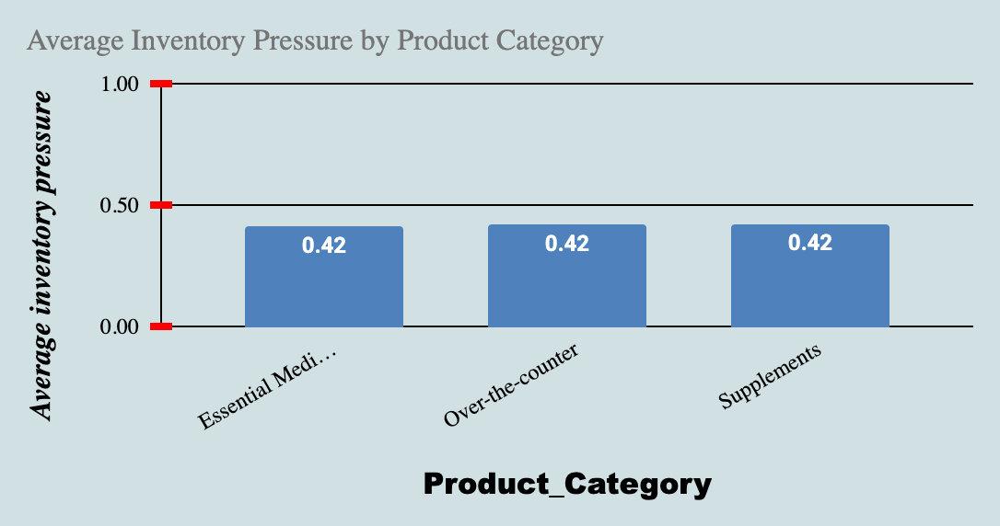 Average Inventory Pressure by Product Category
Average inventory pressure
1.00
0.50
0.00
0.42
0.42
0.42
Essential Medi…
Over-the-counter
Supplements
Product_Category